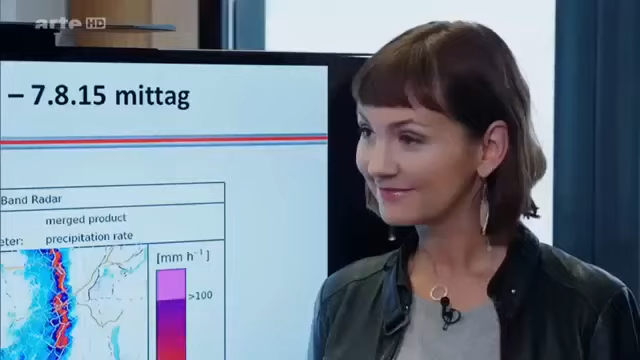 arte HD
– 7.8.15 mittag
Band Radar
merged product
eter: precipitation rate
[mm h⁻¹]
>100